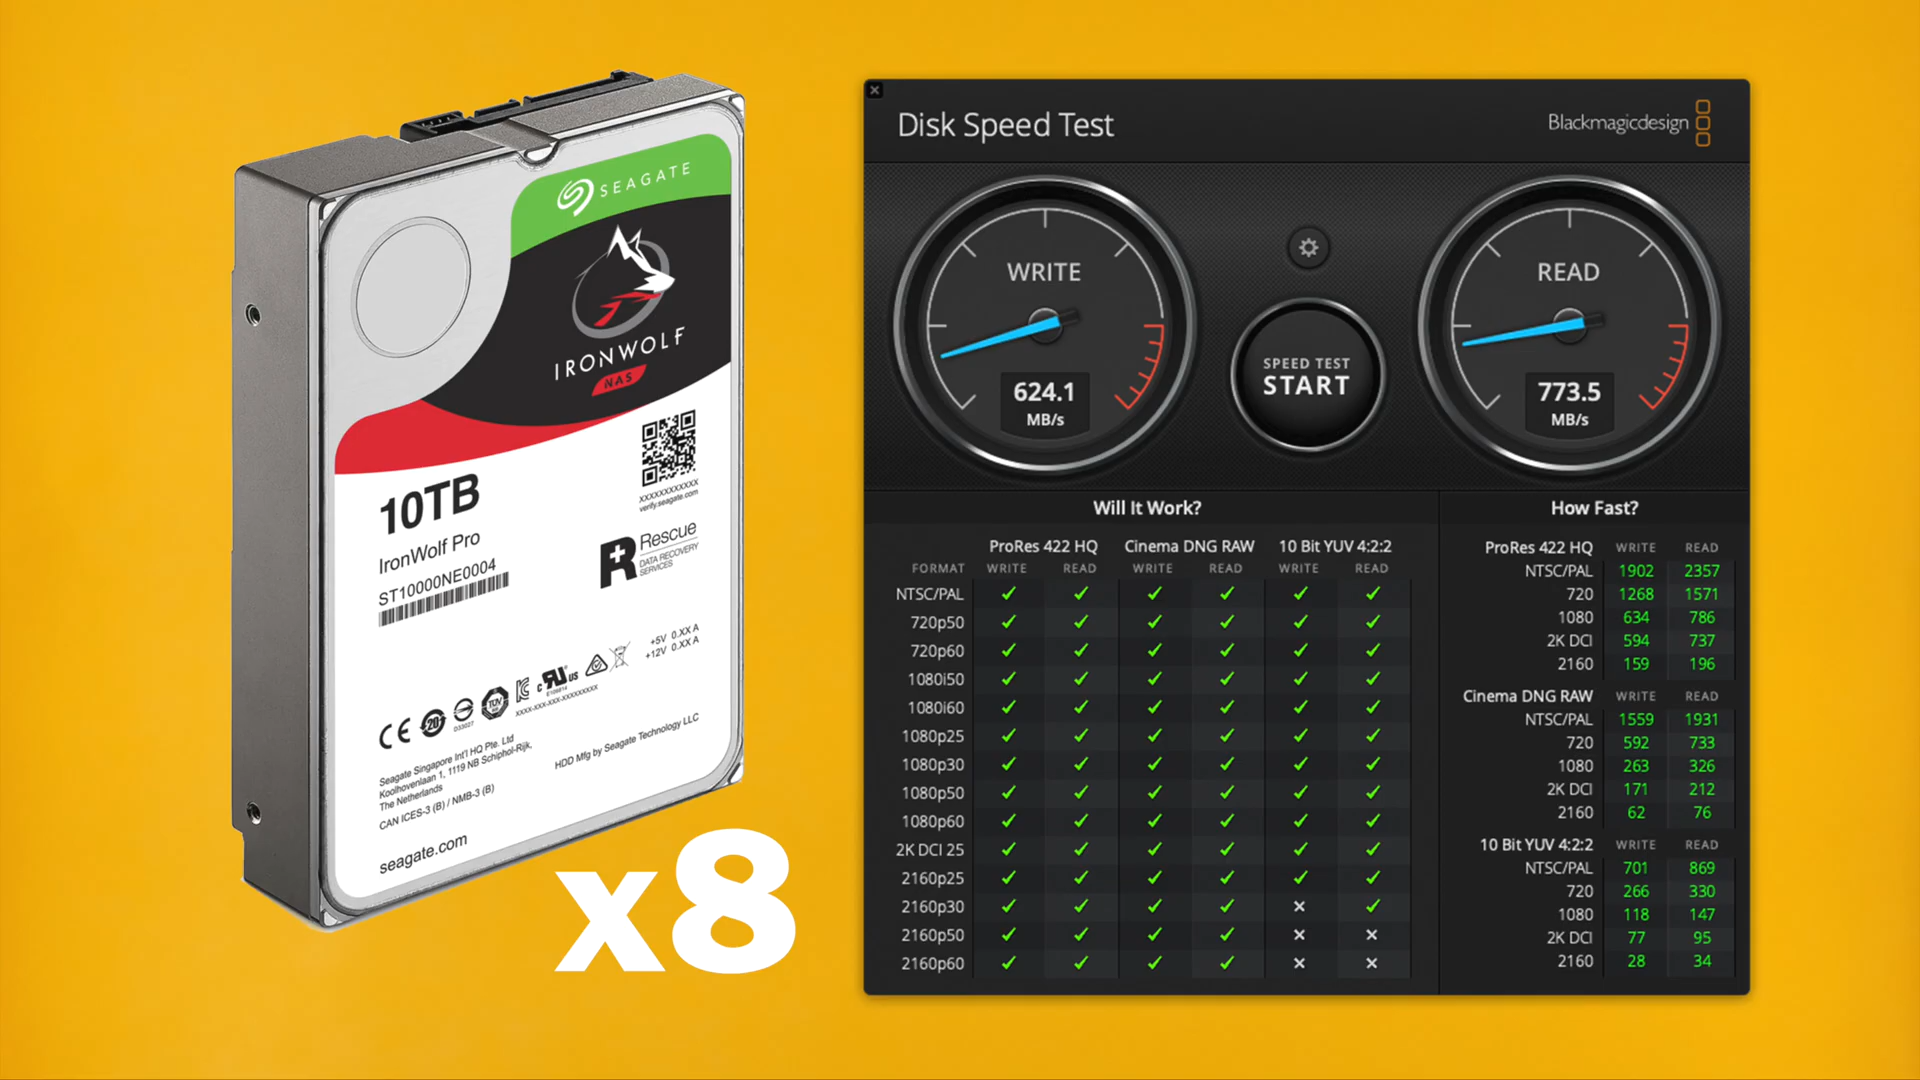 SEAGATE
IRONWOLF
NAS
XXXXXXXXXXXX
verify.seagate.com
10TB
IronWolf Pro
ST10000NE0004
Rescue
DATA RECOVERY
SERVICES
+5V 0.XX A
+12V 0.XX A
Seagate Singapore Int'l HQ Pte. Ltd
Koolhovenlaan 1, 1119 NB Schiphol-Rijk,
The Netherlands
HDD Mfg by Seagate Technology LLC
CAN ICES-3 (B) / NMB-3 (B)
seagate.com
x8
Disk Speed Test
Blackmagicdesign
WRITE
624.1
MB/s
SPEED TEST
START
READ
773.5
MB/s
Will It Work?
ProRes 422 HQ Cinema DNG RAW 10 Bit YUV 4:2:2
FORMAT WRITE READ WRITE READ WRITE READ
NTSC/PAL ✓ ✓ ✓ ✓ ✓ ✓
720p50 ✓ ✓ ✓ ✓ ✓ ✓
720p60 ✓ ✓ ✓ ✓ ✓ ✓
1080i50 ✓ ✓ ✓ ✓ ✓ ✓
1080i60 ✓ ✓ ✓ ✓ ✓ ✓
1080p25 ✓ ✓ ✓ ✓ ✓ ✓
1080p30 ✓ ✓ ✓ ✓ ✓ ✓
1080p50 ✓ ✓ ✓ ✓ ✓ ✓
1080p60 ✓ ✓ ✓ ✓ ✓ ✓
2K DCI 25 ✓ ✓ ✓ ✓ ✓ ✓
2160p25 ✓ ✓ ✓ ✓ ✓ ✓
2160p30 ✓ ✓ ✓ ✓ × ✓
2160p50 ✓ ✓ ✓ ✓ × ×
2160p60 ✓ ✓ ✓ ✓ × ×
How Fast?
ProRes 422 HQ WRITE READ
NTSC/PAL 1902 2357
720 1268 1571
1080 634 786
2K DCI 594 737
2160 159 196
Cinema DNG RAW WRITE READ
NTSC/PAL 1559 1931
720 592 733
1080 263 326
2K DCI 171 212
2160 62 76
10 Bit YUV 4:2:2 WRITE READ
NTSC/PAL 701 869
720 266 330
1080 118 147
2K DCI 77 95
2160 28 34